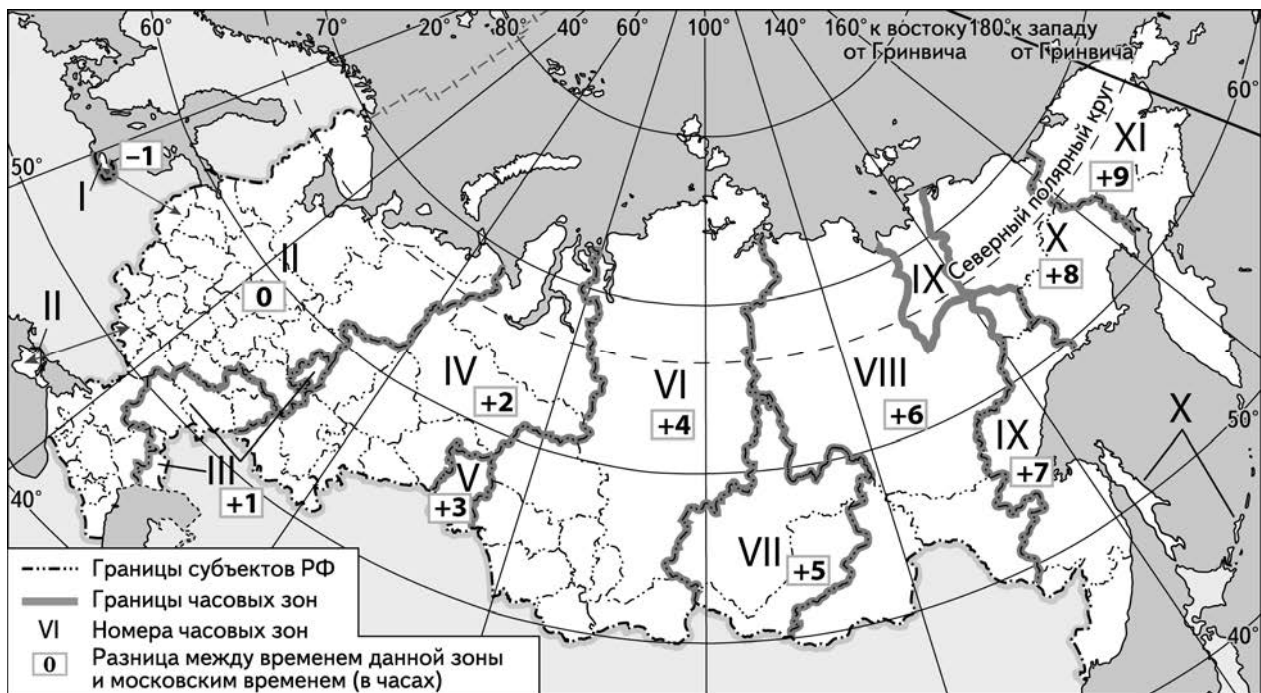 60°
70°
20°
40°
60°
80°
100°
120°
140°
160° к востоку
от Гринвича
180° к западу
от Гринвича
60°
50°
50°
40°
40°
Северный полярный круг
I
–1
II
0
II
III
+1
IV
+2
V
+3
VI
+4
VII
+5
VIII
+6
IX
IX
+7
X
+8
XI
+9
X
Границы субъектов РФ
Границы часовых зон
VI Номера часовых зон
0 Разница между временем данной зоны
и московским временем (в часах)